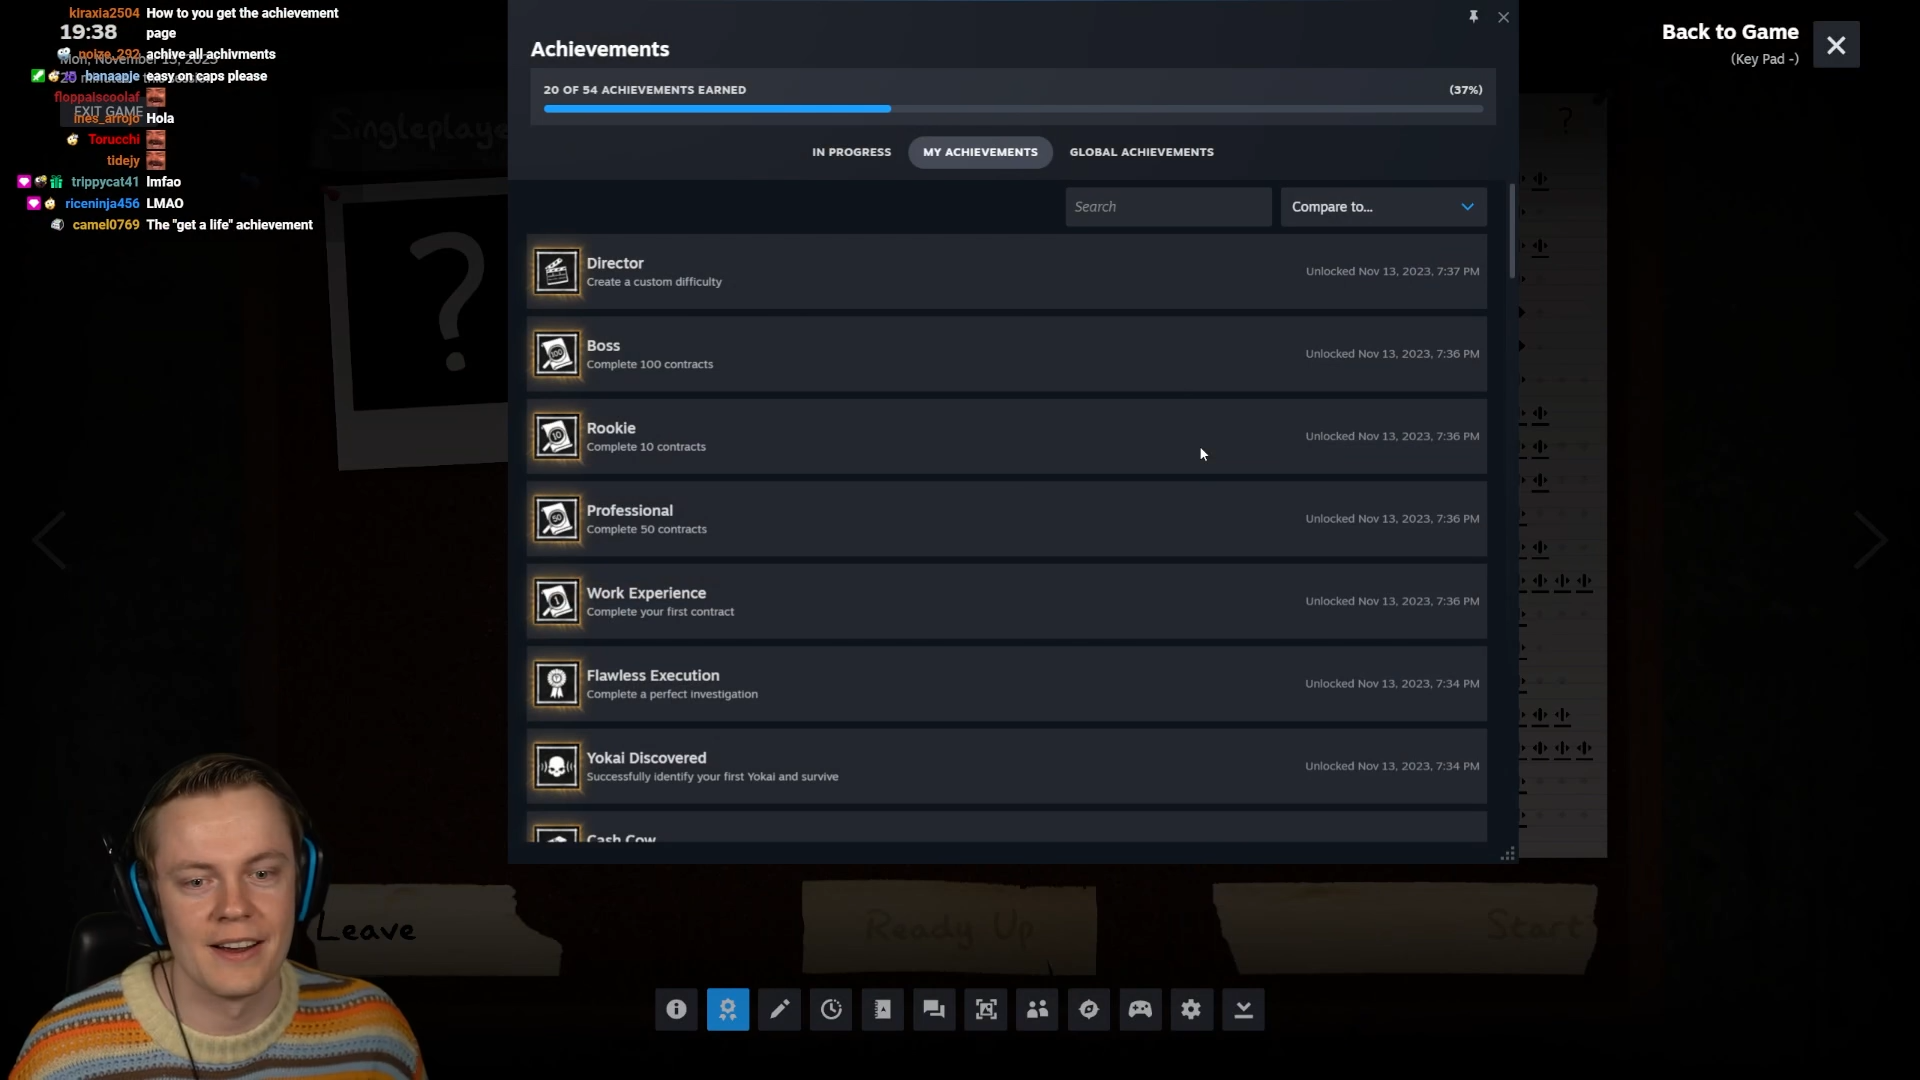 kiraxia2504 How to you get the achievement
page
19:38
noize_292 achive all achivments
banaapje easy on caps please
floppaiscoolaf
EXIT GAME
ines_arrojo Hola
Torucchi
tidejy
trippycat41 lmfao
riceninja456 LMAO
camel0769 The "get a life" achievement
Singleplaye
?
Achievements
20 OF 54 ACHIEVEMENTS EARNED (37%)
IN PROGRESS MY ACHIEVEMENTS GLOBAL ACHIEVEMENTS
Search Compare to...
Director
Create a custom difficulty
Unlocked Nov 13, 2023, 7:37 PM
Boss
Complete 100 contracts
Unlocked Nov 13, 2023, 7:36 PM
Rookie
Complete 10 contracts
Unlocked Nov 13, 2023, 7:36 PM
Professional
Complete 50 contracts
Unlocked Nov 13, 2023, 7:36 PM
Work Experience
Complete your first contract
Unlocked Nov 13, 2023, 7:36 PM
Flawless Execution
Complete a perfect investigation
Unlocked Nov 13, 2023, 7:34 PM
Yokai Discovered
Successfully identify your first Yokai and survive
Unlocked Nov 13, 2023, 7:34 PM
Cash Cow
Back to Game
(Key Pad -)
?
Leave
Ready Up
Start